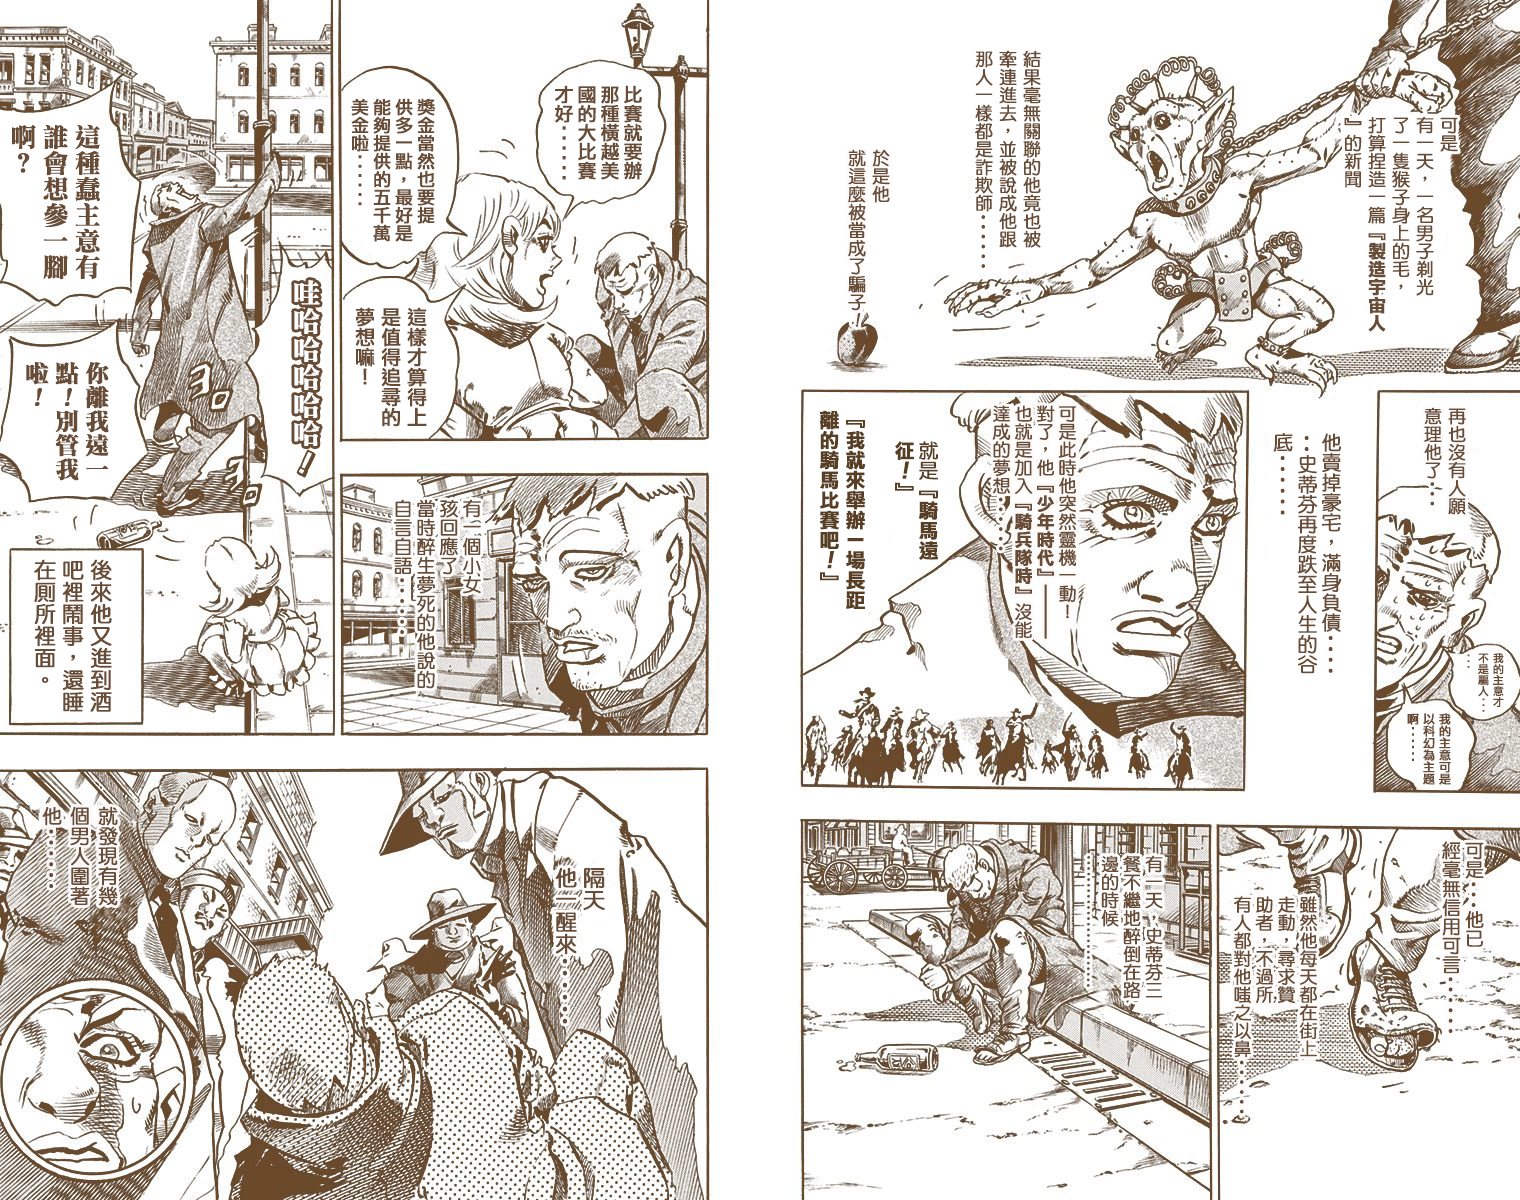 可是
有一天，一名男子剃光
了一隻猴子身上的毛，
打算捏造一篇『製造宇宙人
』的新聞
結果毫無關聯的他竟也被
牽連進去，並被說成他跟
那人一樣都是詐欺師……
於是他
就這麼被當成了騙子！
再也沒有人願
意理他了…
我的主意才
不是騙人…
…
我的主意可是
以科幻為主題
啊……
他賣掉豪宅，滿身負債…
…史蒂芬再度跌至人生的谷
底……
可是此時他突然靈機一動！
對了，他『少年時代』——
也就是加入『騎兵隊時』沒能
達成的夢想……
就是『騎馬遠
征！』
『我就來舉辦一場長距
離的騎馬比賽吧！』
可是…他已
經毫無信用可言………
雖然他每天都在街上
走動，尋求贊
助者，不過所
有人都對他嗤之以鼻………
有一天，史蒂芬三
餐不繼地醉倒在路
邊的時候
………………
比賽就要辦
那種橫越美
國的大比賽
才好……
獎金當然也要提
供多一點，最好是
能夠提供的五千萬
美金啦……
這樣才算得上
是值得追尋的
夢想嘛！
有一個小女
孩回應了
當時醉生夢死的他說的
自言自語………
哇哈哈哈哈哈哈！
這種蠢主意有
誰會想參一腳
啊？
你離我遠一
點！別管我
啦！
ヨロ
ヨロ
後來他又進到酒
吧裡鬧事，還睡
在廁所裡面。
隔天
他一醒來………
就發現有幾
個男人圍著
他……